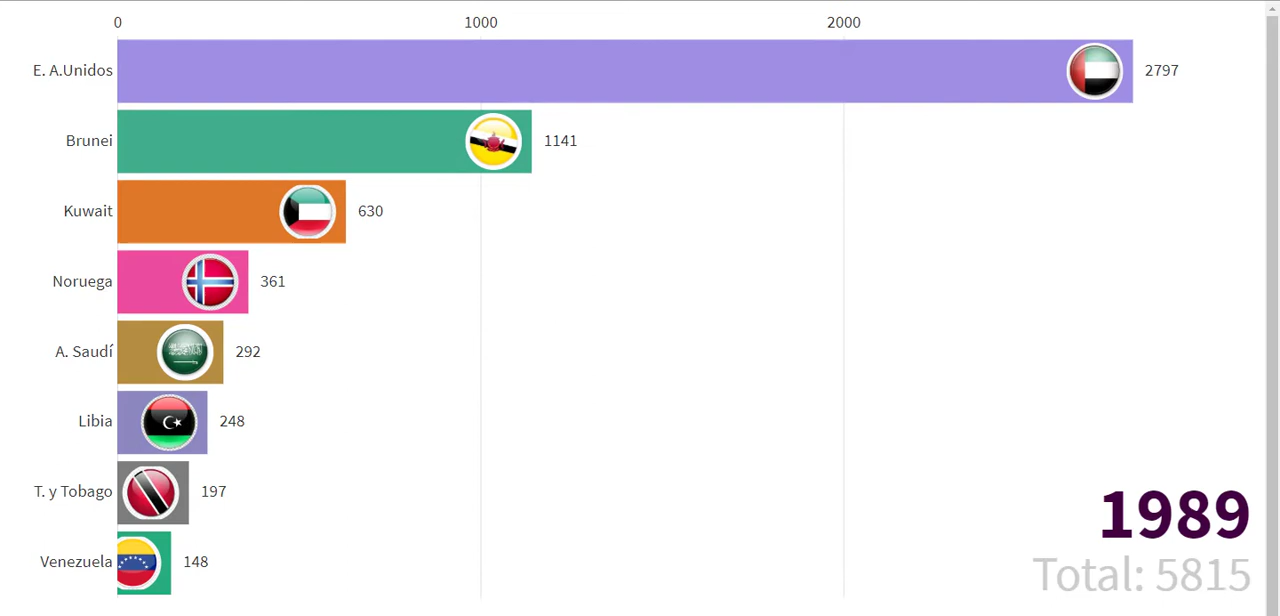 0 1000 2000
E. A.Unidos 2797
Brunei 1141
Kuwait 630
Noruega 361
A. Saudí 292
Libia 248
T. y Tobago 197
Venezuela 148
1989
Total: 5815